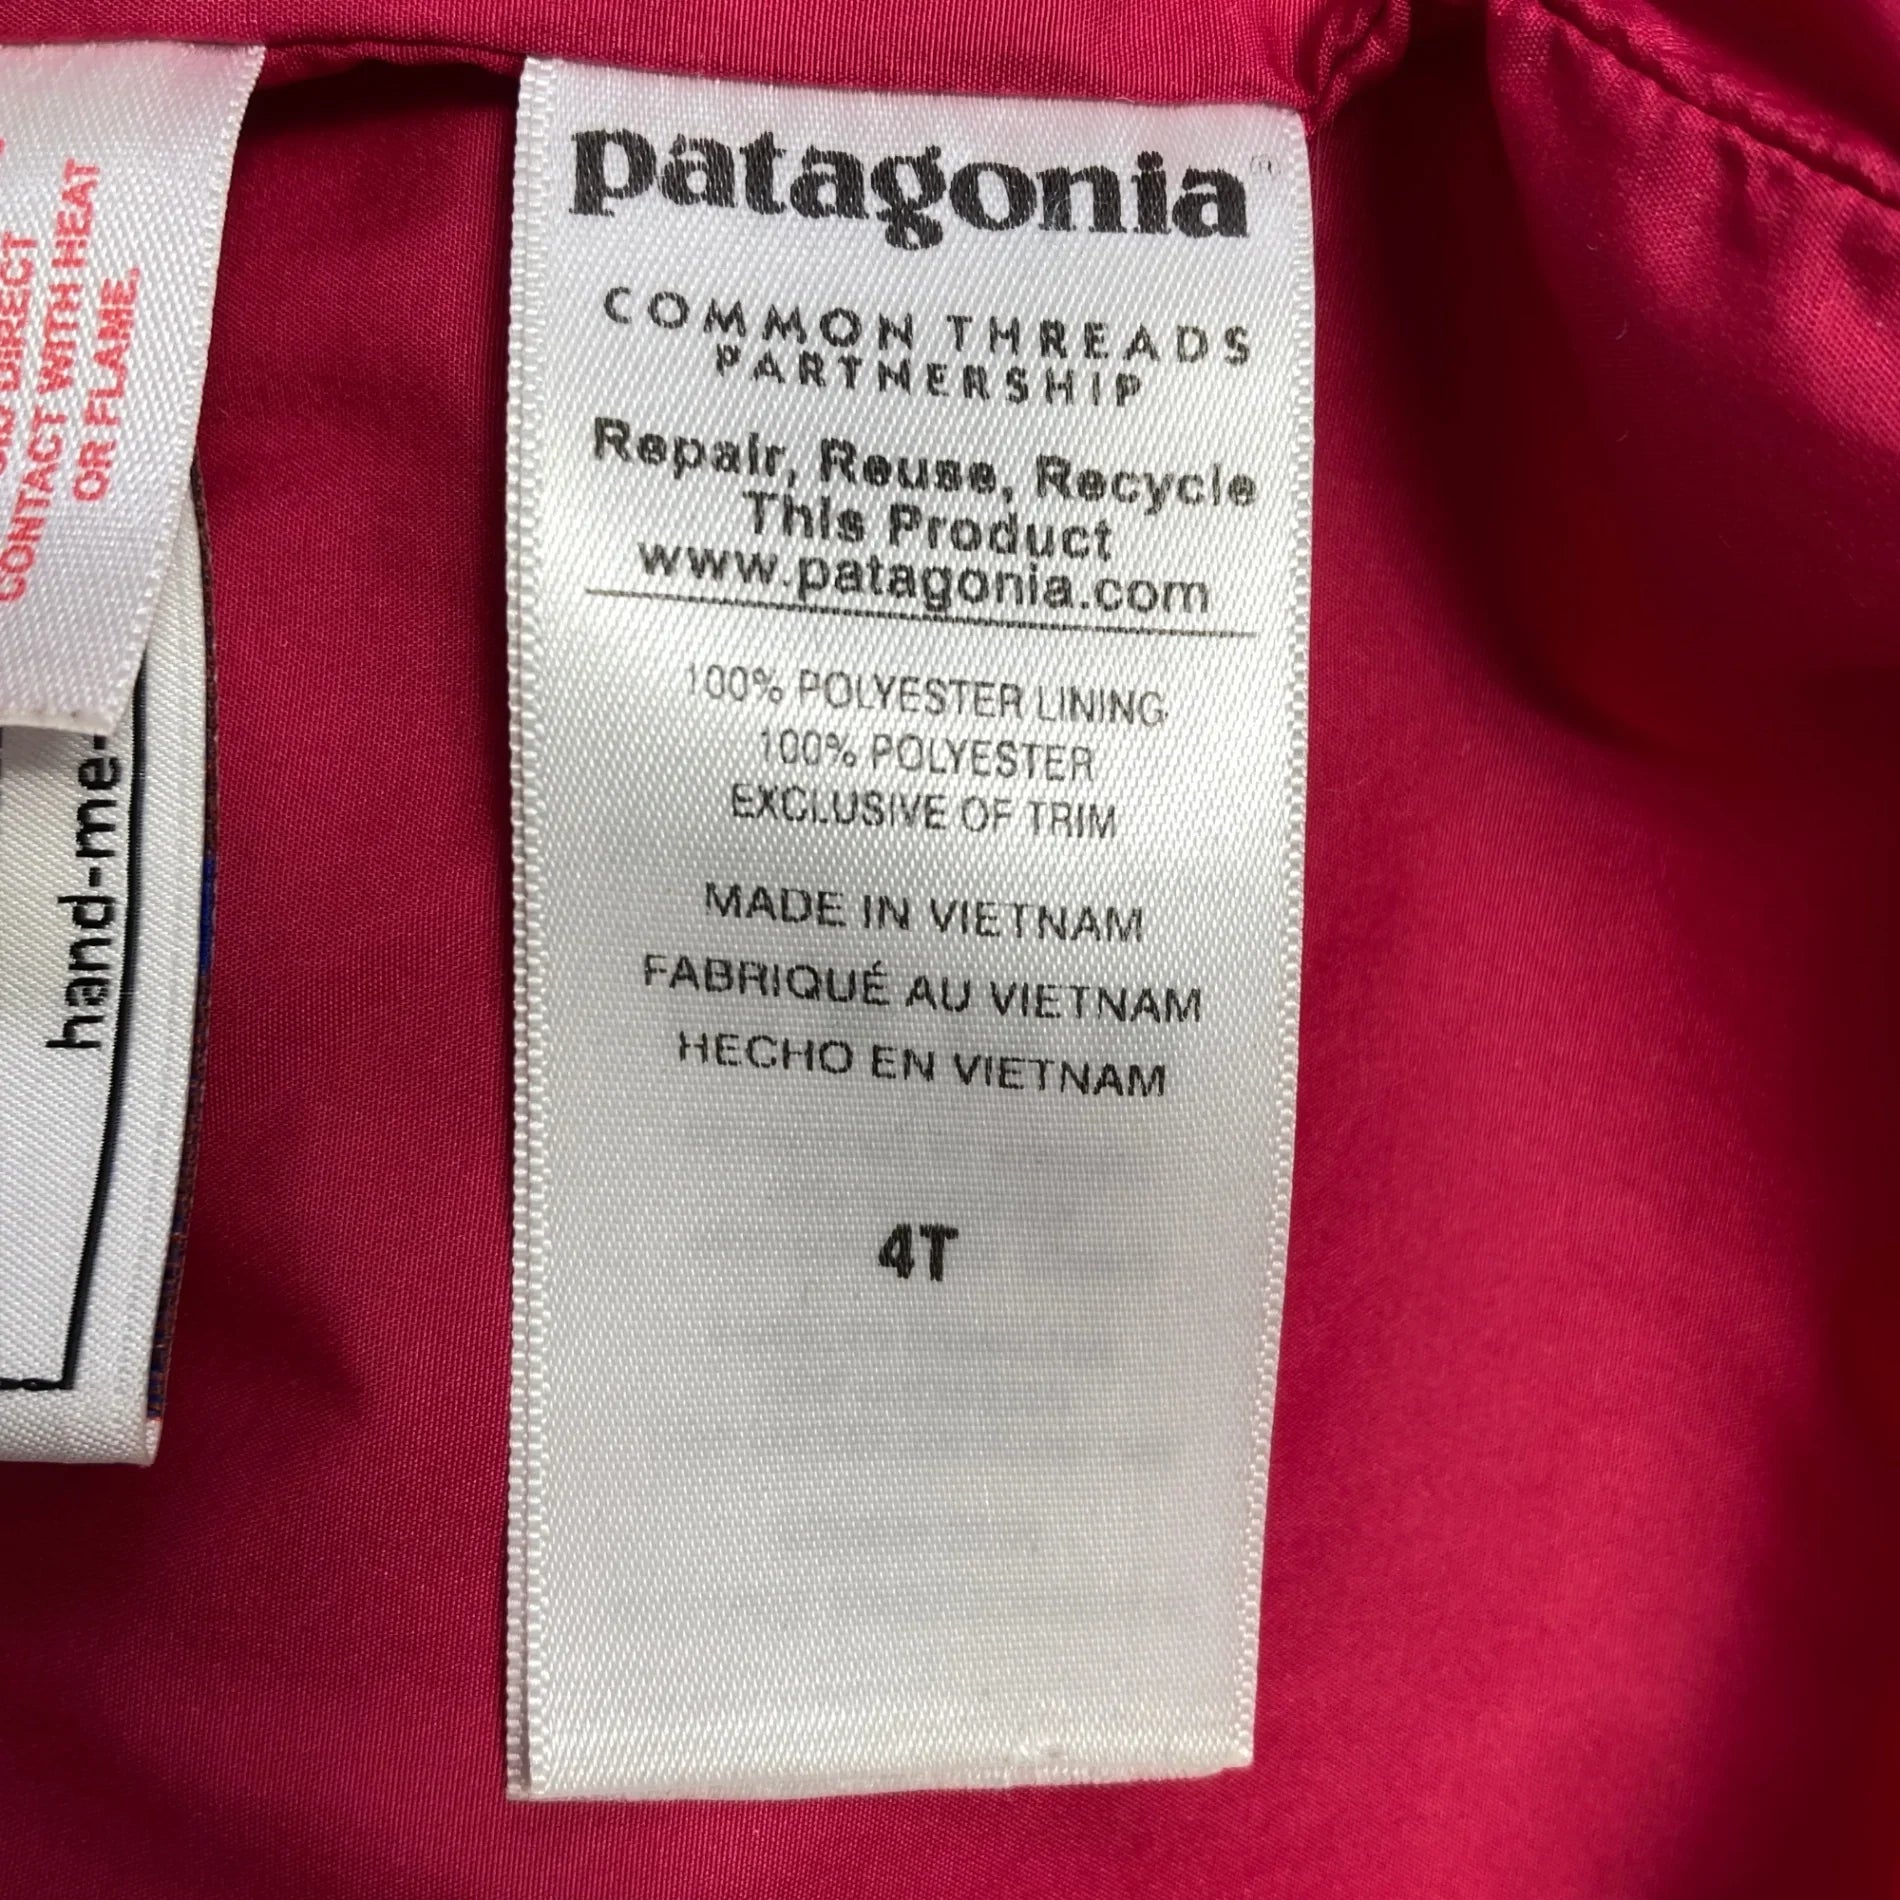 DIRECT
CONTACT WITH HEAT
OR FLAME.
hand-me-
patagonia
COMMON THREADS
PARTNERSHIP
Repair, Reuse, Recycle
This Product
www.patagonia.com
100% POLYESTER LINING
100% POLYESTER
EXCLUSIVE OF TRIM
MADE IN VIETNAM
FABRIQUÉ AU VIETNAM
HECHO EN VIETNAM
4T